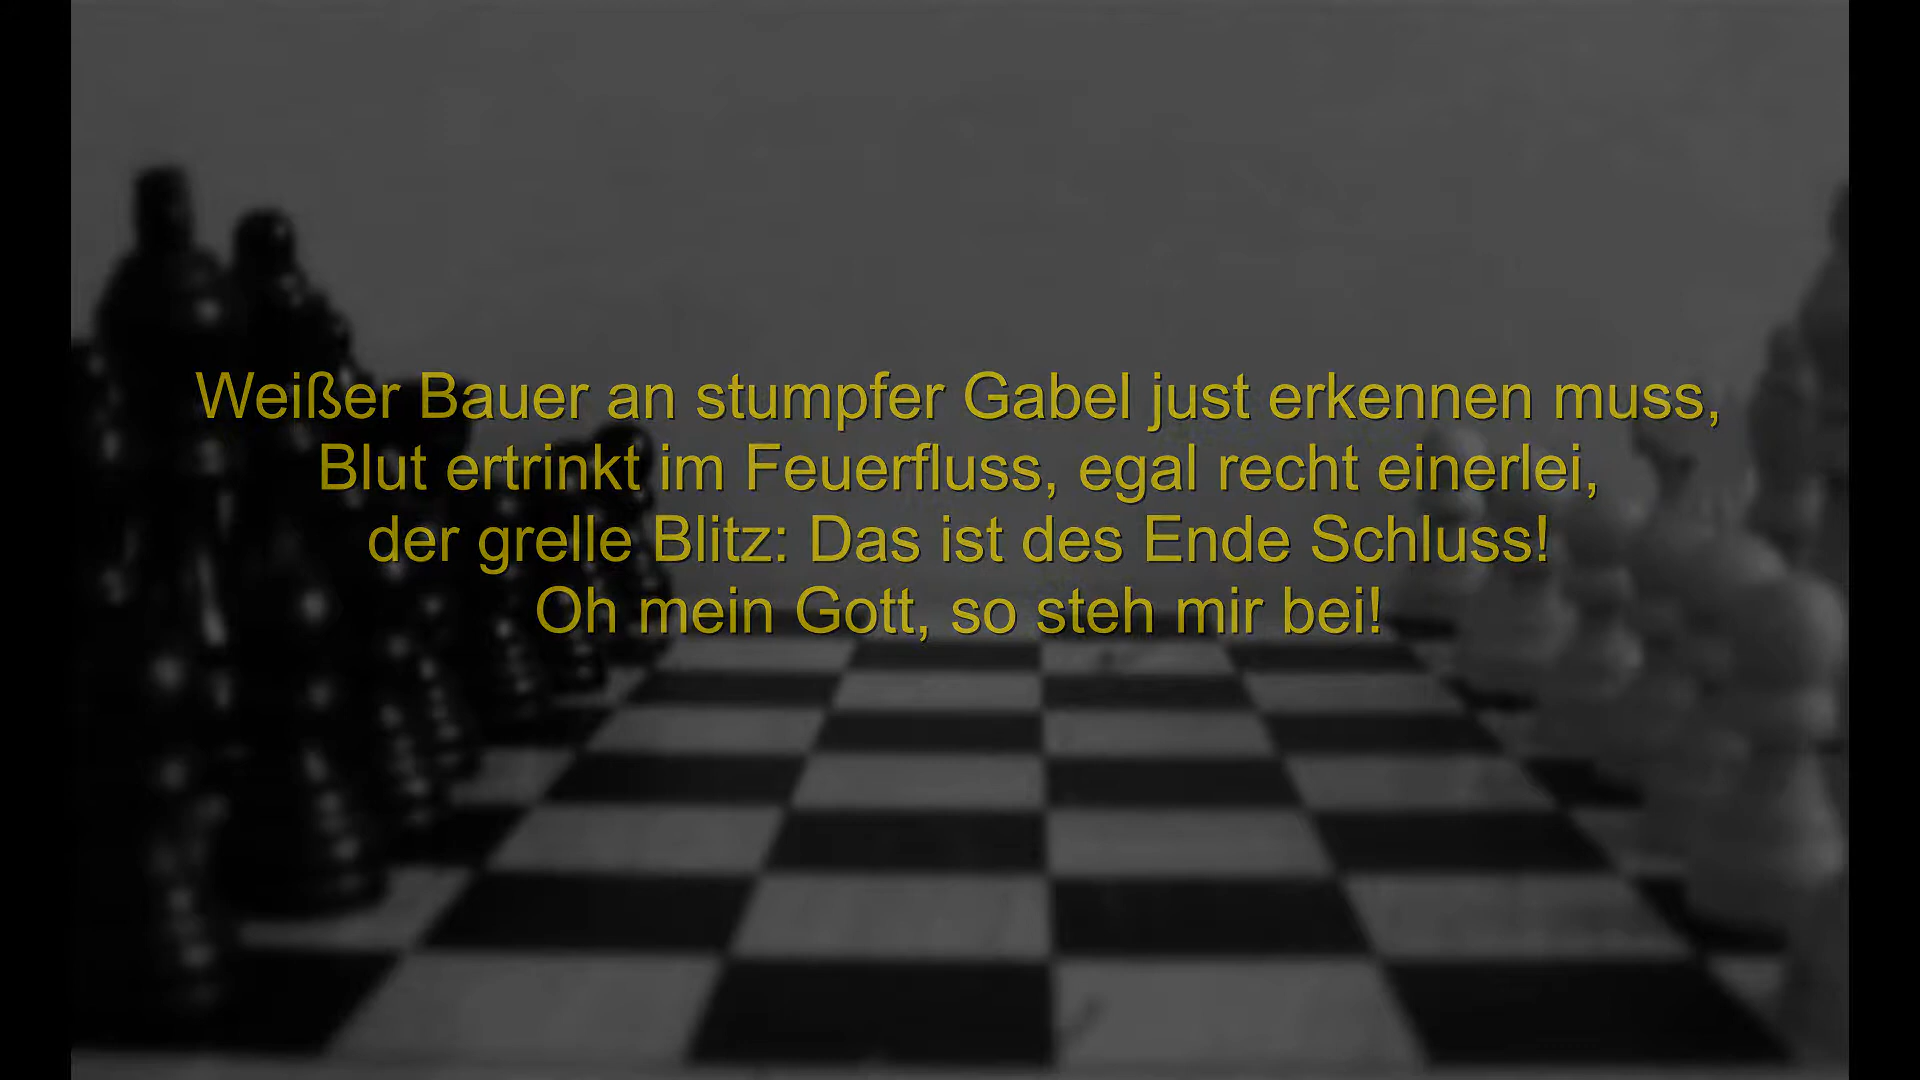 Weißer Bauer an stumpfer Gabel just erkennen muss,
Blut ertrinkt im Feuerfluss, egal recht einerlei,
der grelle Blitz: Das ist des Ende Schluss!
Oh mein Gott, so steh mir bei!